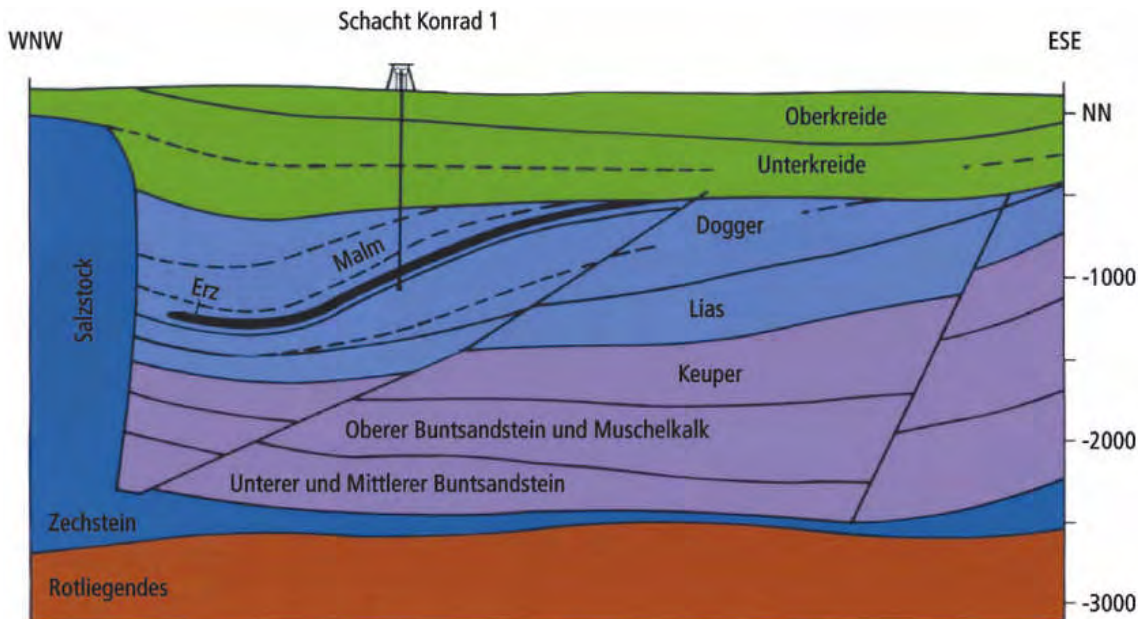 Schacht Konrad 1
WNW
ESE
NN
Oberkreide
Unterkreide
Dogger
Malm
Erz
-1000
Salzstock
Lias
Keuper
Oberer Buntsandstein und Muschelkalk
-2000
Unterer und Mittlerer Buntsandstein
Zechstein
Rotliegendes
-3000